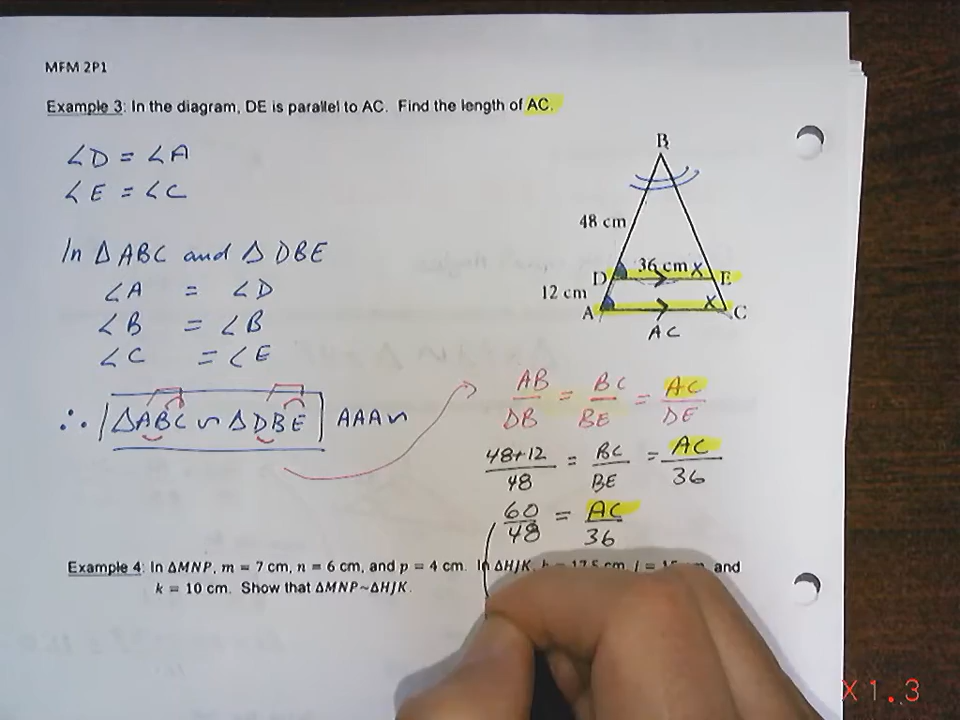 MFM 2P1
Example 3: In the diagram, DE is parallel to AC. Find the length of AC.
∠D = ∠A
∠E = ∠C
In Δ ABC and Δ DBE
∠A = ∠D
∠B = ∠B
∠C = ∠E
∴ ΔABC ~ ΔDBE AAA~
B
48 cm
D 36 cm x E
12 cm
A x C
AC
AB/DB = BC/BE = AC/DE
48+12/48 = BC/BE = AC/36
60/48 = AC/36
Example 4: In ΔMNP, m = 7 cm, n = 6 cm, and p = 4 cm. In ΔHJK, and
k = 10 cm. Show that ΔMNP~ΔHJK.
X1.3